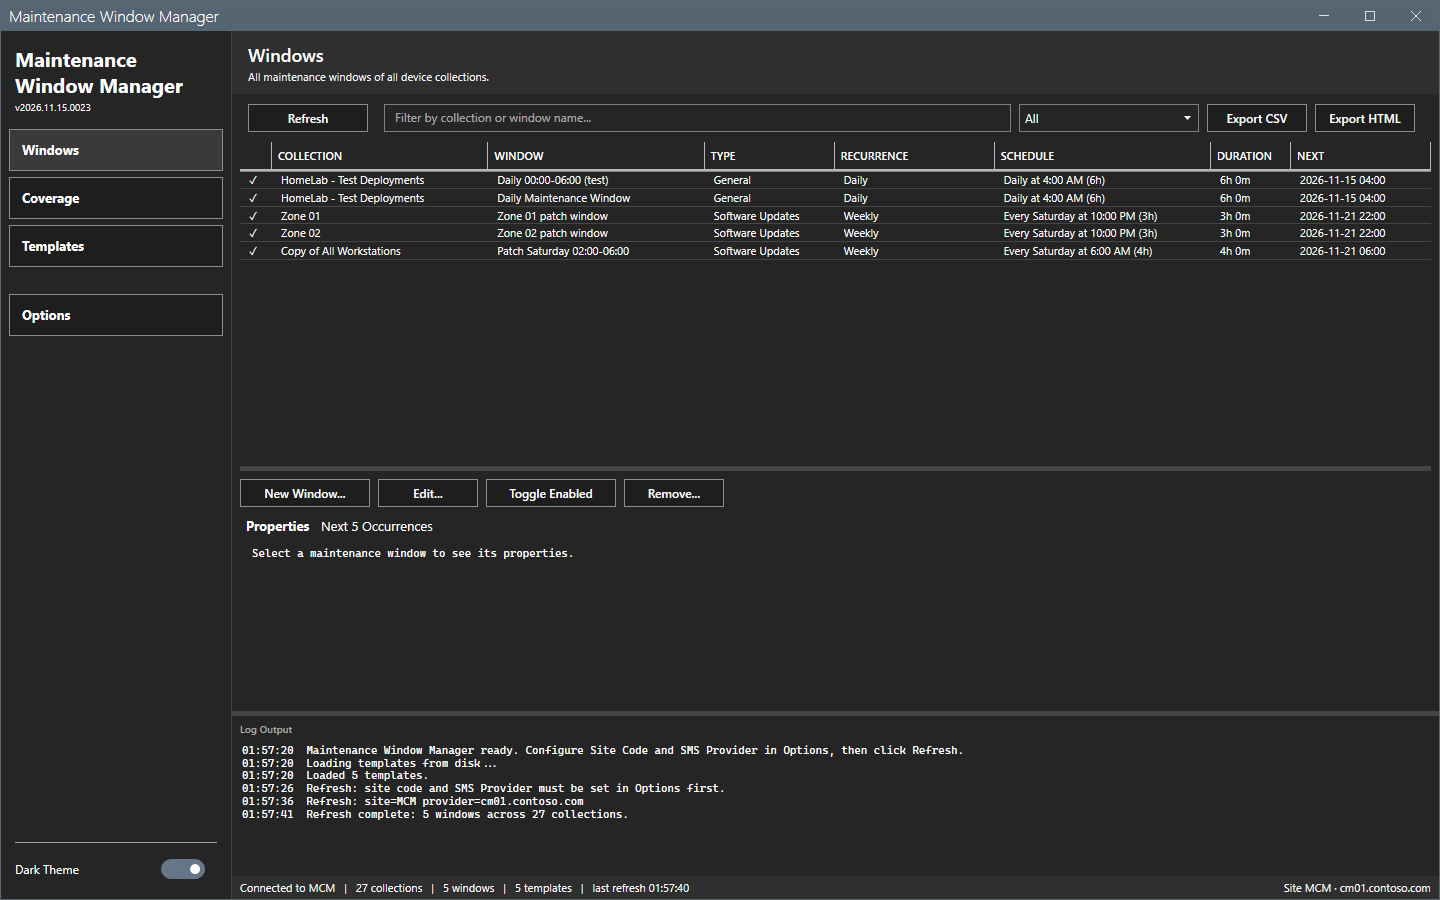 Maintenance Window Manager
Maintenance
Window Manager
v2026.11.15.0023
Windows
Coverage
Templates
Options
Dark Theme
Windows
All maintenance windows of all device collections.
Refresh
Filter by collection or window name...
All
Export CSV
Export HTML
COLLECTION WINDOW TYPE RECURRENCE SCHEDULE DURATION NEXT
✓ HomeLab - Test Deployments Daily 00:00-06:00 (test) General Daily Daily at 4:00 AM (6h) 6h 0m 2026-11-15 04:00
✓ HomeLab - Test Deployments Daily Maintenance Window General Daily Daily at 4:00 AM (6h) 6h 0m 2026-11-15 04:00
✓ Zone 01 Zone 01 patch window Software Updates Weekly Every Saturday at 10:00 PM (3h) 3h 0m 2026-11-21 22:00
✓ Zone 02 Zone 02 patch window Software Updates Weekly Every Saturday at 10:00 PM (3h) 3h 0m 2026-11-21 22:00
✓ Copy of All Workstations Patch Saturday 02:00-06:00 Software Updates Weekly Every Saturday at 6:00 AM (4h) 4h 0m 2026-11-21 06:00
New Window...
Edit...
Toggle Enabled
Remove...
Properties Next 5 Occurrences
Select a maintenance window to see its properties.
Log Output
01:57:20 Maintenance Window Manager ready. Configure Site Code and SMS Provider in Options, then click Refresh.
01:57:20 Loading templates from disk...
01:57:20 Loaded 5 templates.
01:57:26 Refresh: site code and SMS Provider must be set in Options first.
01:57:36 Refresh: site=MCM provider=cm01.contoso.com
01:57:41 Refresh complete: 5 windows across 27 collections.
Connected to MCM | 27 collections | 5 windows | 5 templates | last refresh 01:57:40
Site MCM · cm01.contoso.com